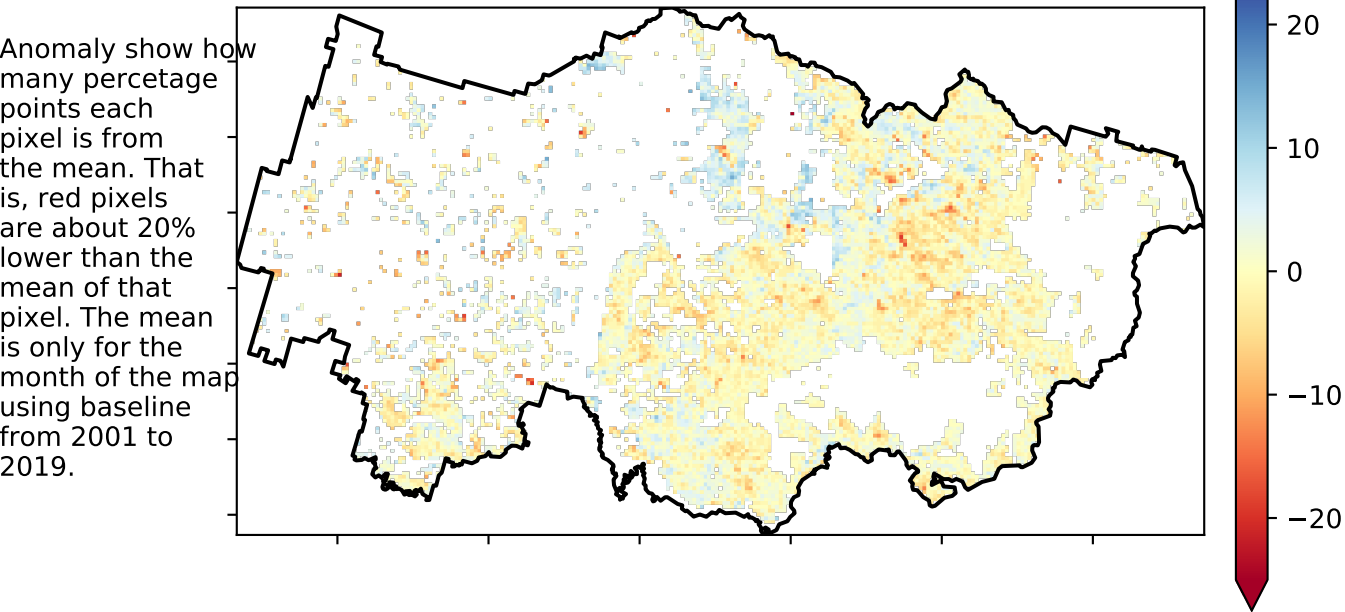 Anomaly show how
many percetage
points each
pixel is from
the mean. That
is, red pixels
are about 20%
lower than the
mean of that
pixel. The mean
is only for the
month of the map
using baseline
from 2001 to
2019.
20
10
0
−10
−20